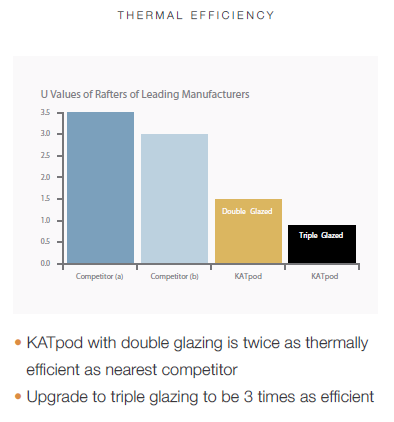 THERMAL EFFICIENCY
U Values of Rafters of Leading Manufacturers
3.5
3.0
2.5
2.0
1.5
1.0
0.5
0.0
Double Glazed
Triple Glazed
Competitor (a) Competitor (b) KATpod KATpod
• KATpod with double glazing is twice as thermally
efficient as nearest competitor
• Upgrade to triple glazing to be 3 times as efficient